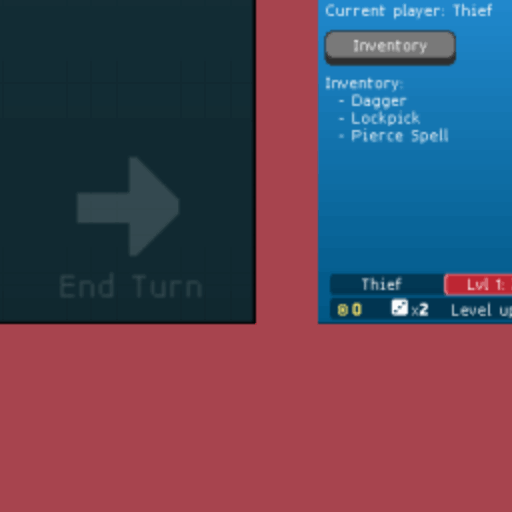 Current player: Thief
Inventory
Inventory:
- Dagger
- Lockpick
- Pierce Spell
End Turn
Thief
Lvl 1:
0
x2
Level up